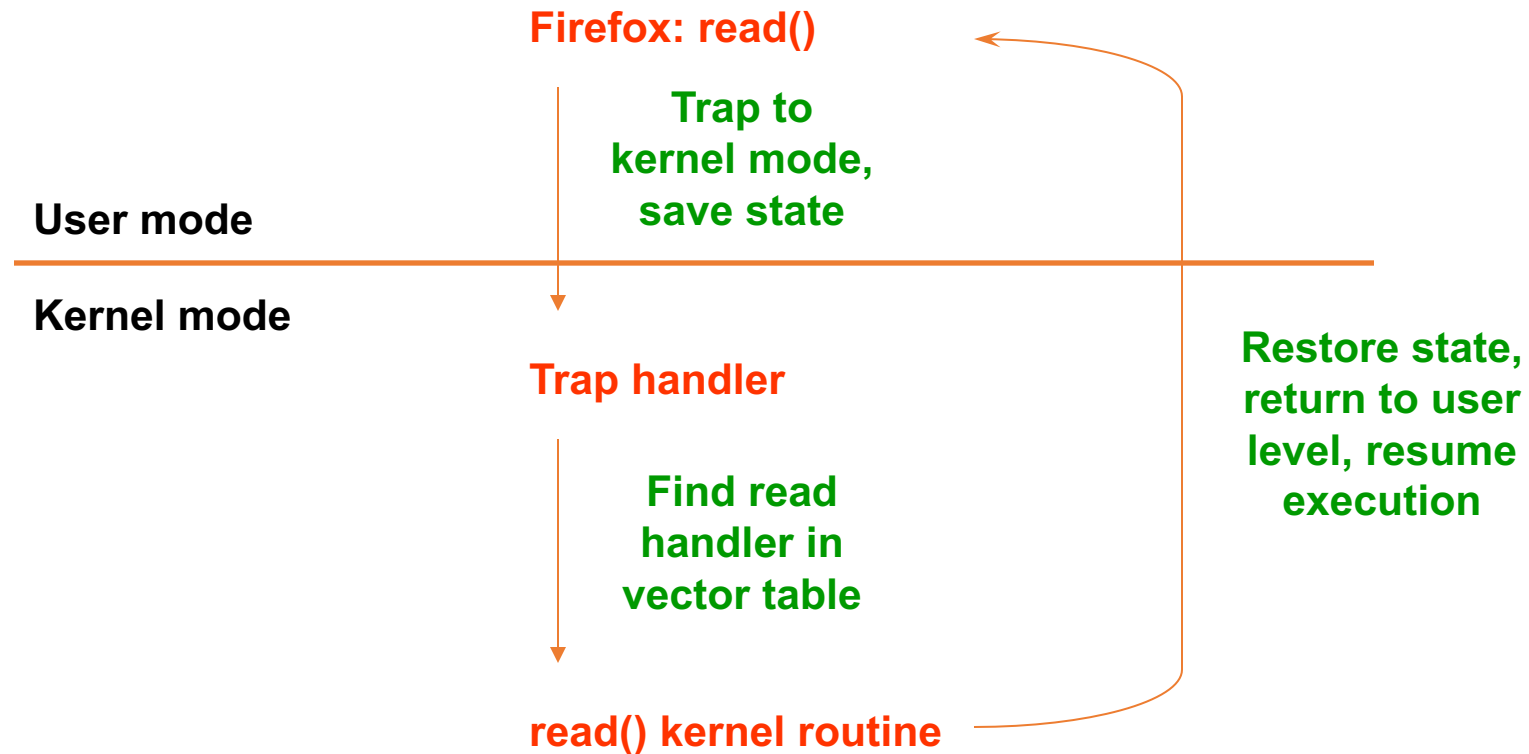 Firefox: read()
Trap to
kernel mode,
save state
User mode
Kernel mode
Trap handler
Find read
handler in
vector table
read() kernel routine
Restore state,
return to user
level, resume
execution